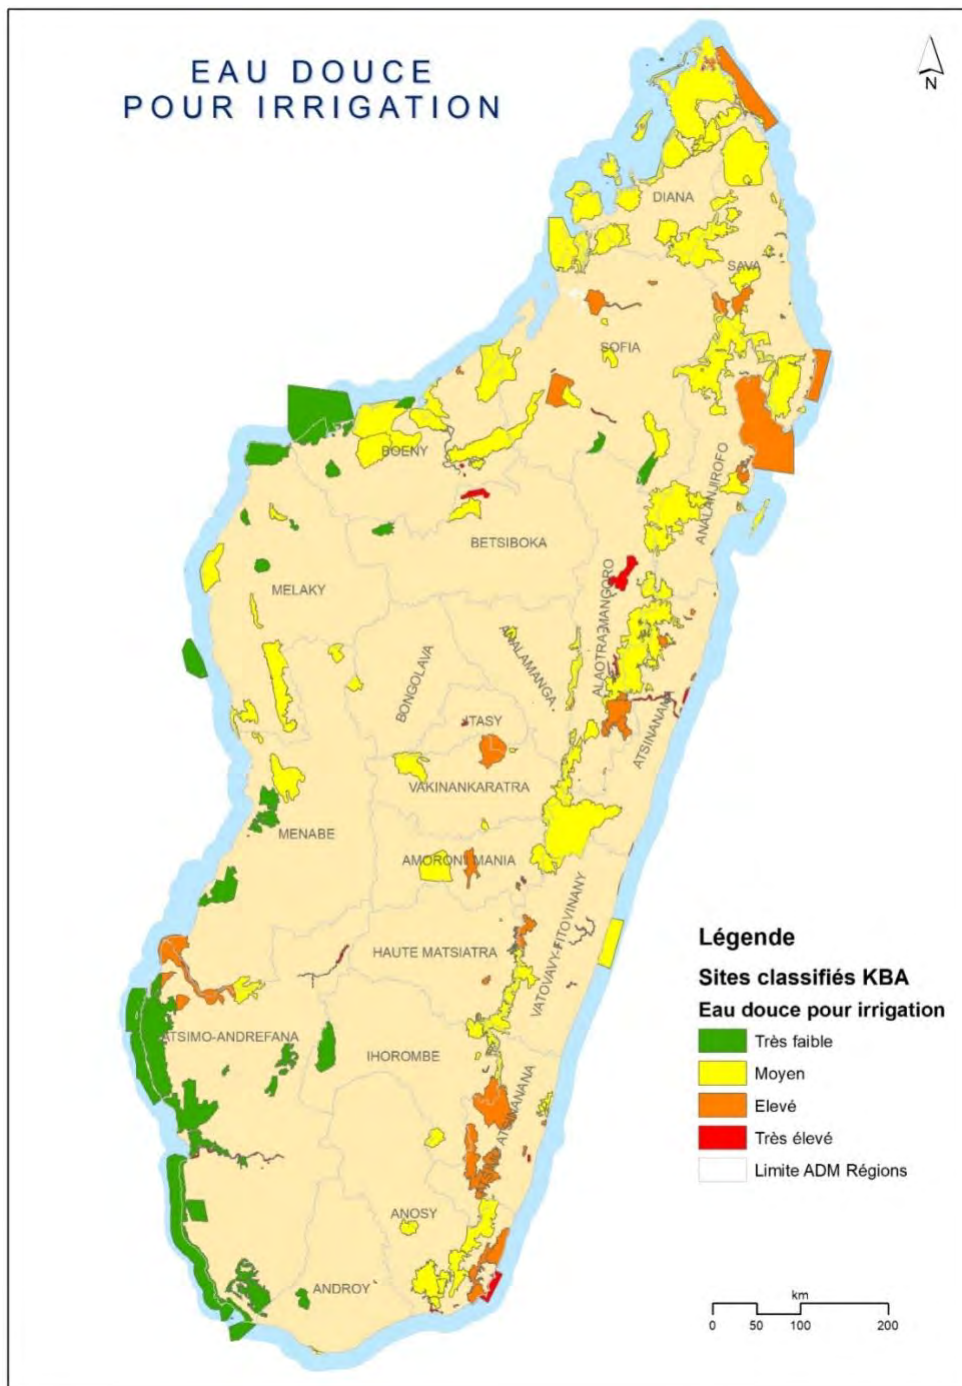 EAU DOUCE
POUR IRRIGATION
N
DIANA
SAVA
SOFIA
BOENY
ANALANJIROFO
BETSIBOKA
MELAKY
ALAOTRA-MANGORO
ANALAMANGA
BONGOLAVA
ITASY
ATSINANANA
VAKINANKARATRA
MENABE
AMORON'I MANIA
HAUTE MATSIATRA
VATOVAVY-FITOVINANY
ATSIMO-ANDREFANA
IHOROMBE
ATSINANANA
ANOSY
ANDROY
Légende
Sites classifiés KBA
Eau douce pour irrigation
Très faible
Moyen
Elevé
Très élevé
Limite ADM Régions
km
0 50 100 200